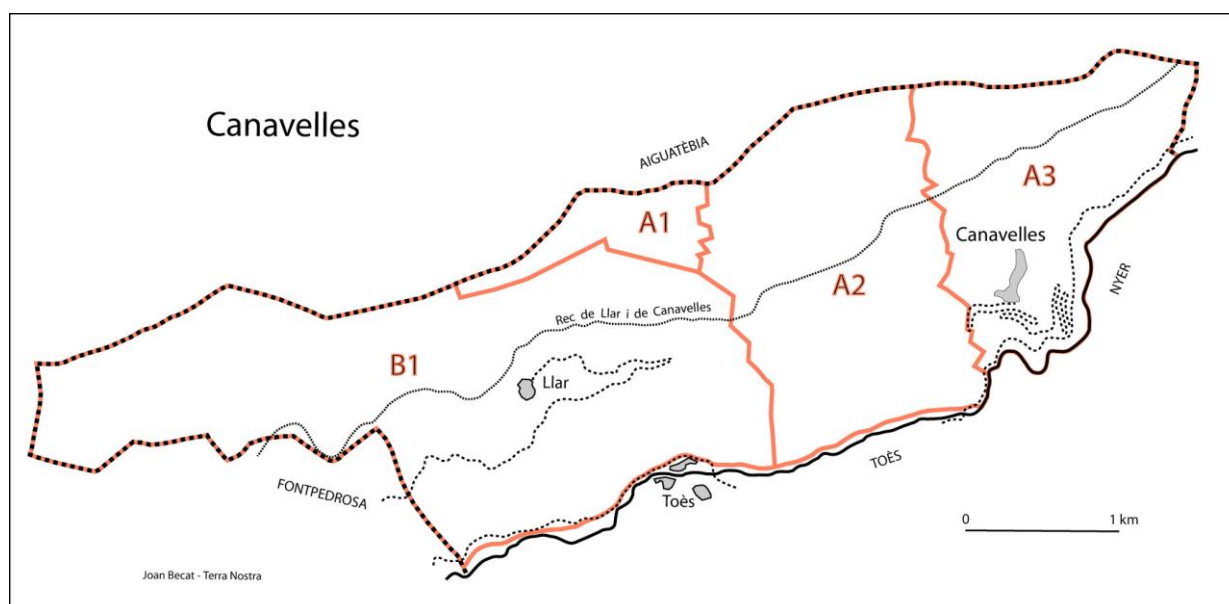 Canavelles
AIGUATÈBIA
A1
A3
Canavelles
NYER
A2
Rec de Llar i de Canavelles
B1
Llar
FONTPEDROSA
TOÈS
Toès
0 1 km
Joan Becat - Terra Nostra